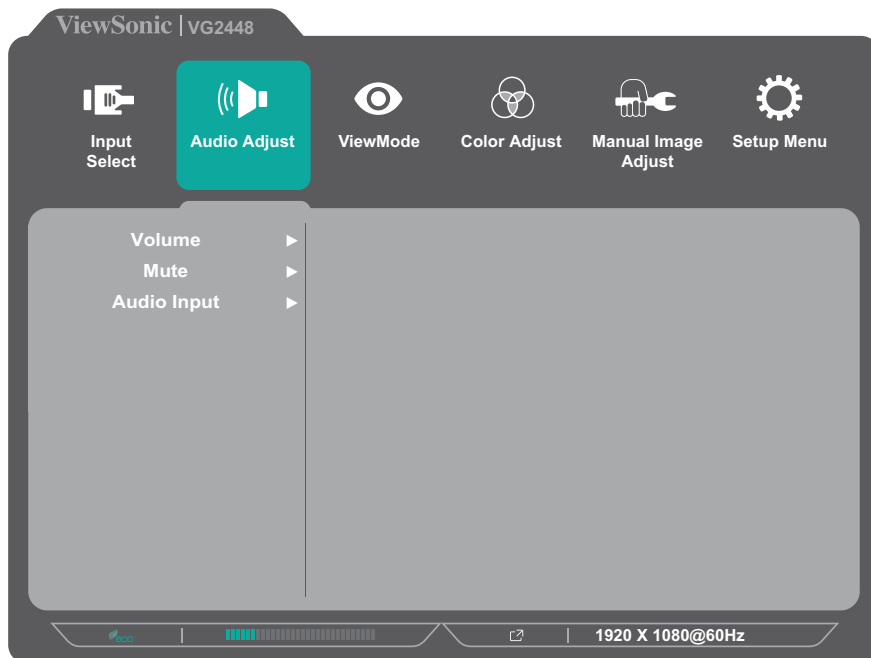 ViewSonic | VG2448
Input
Select
Audio Adjust
ViewMode
Color Adjust
Manual Image
Adjust
Setup Menu
Volume
Mute
Audio Input
eco
1920 X 1080@60Hz